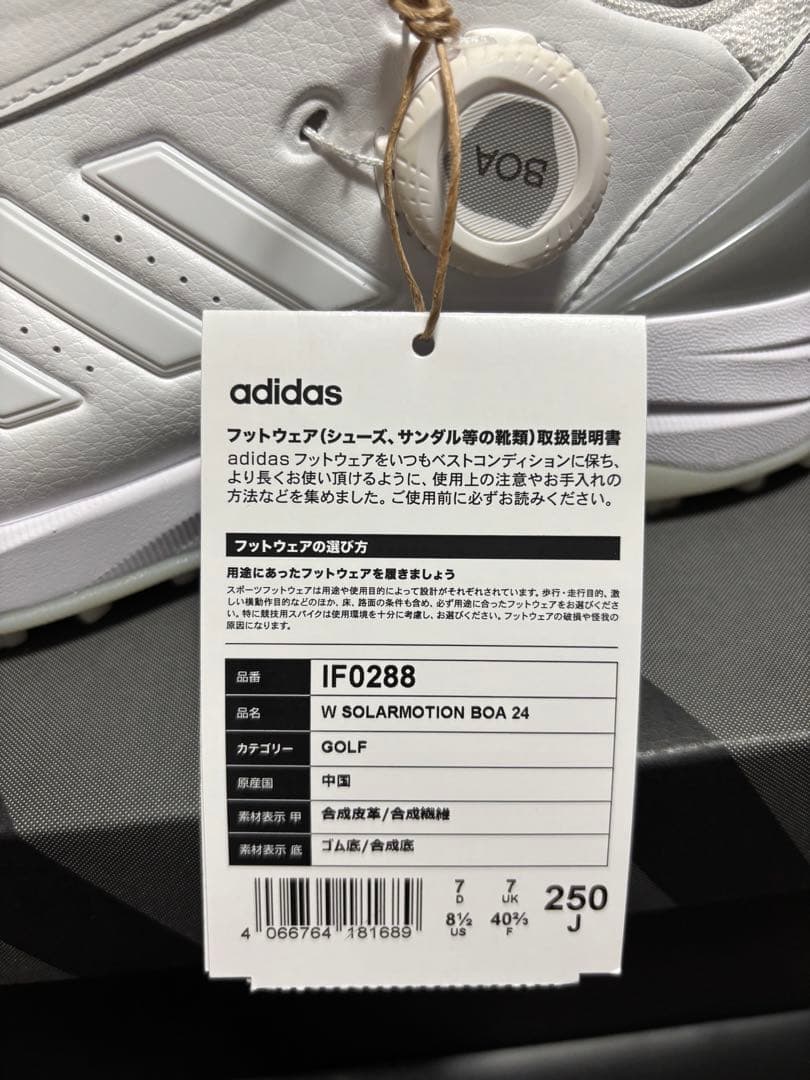 BOA
adidas
フットウェア(シューズ、サンダル等の靴類)取扱説明書
adidas フットウェアをいつもベストコンディションに保ち、
より長くお使い頂けるように、使用上の注意やお手入れの
方法などを集めました。ご使用前に必ずお読みください。
フットウェアの選び方
用途にあったフットウェアを履きましょう
スポーツフットウェアは用途や使用目的によって設計がそれぞれされています。歩行・走行目的、激
しい横動作目的などのほか、床、路面の条件も含め、必ず用途に合ったフットウェアをお選びくださ
い。特に競技用スパイクは使用環境を十分に考慮し、お選びください。フットウェアの破損や怪我の
原因になります。
品番 IF0288
品名 W SOLARMOTION BOA 24
カテゴリー GOLF
原産国 中国
素材表示 甲 合成皮革/合成繊維
素材表示 底 ゴム底/合成底
7 7 250
D UK J
8½ 40⅔
US F
4 066764 181689